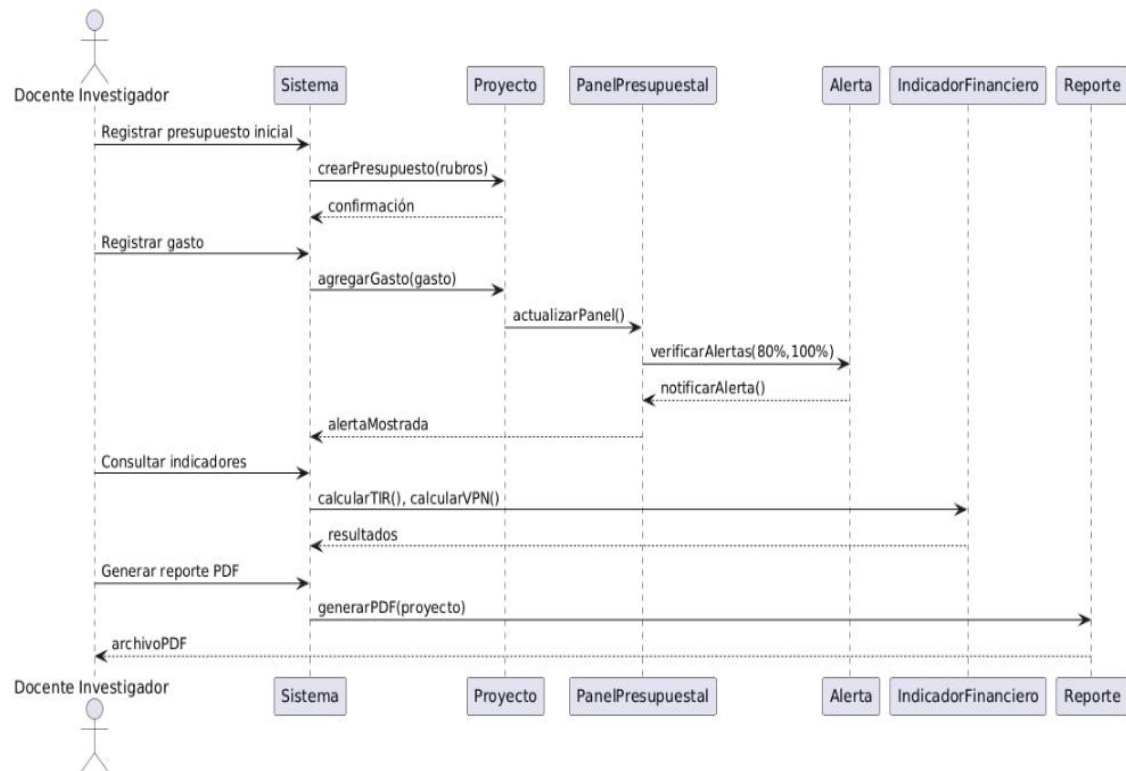 Docente Investigador
Sistema
Proyecto
PanelPresupuestal
Alerta
IndicadorFinanciero
Reporte
Registrar presupuesto inicial
crearPresupuesto(rubros)
confirmación
Registrar gasto
agregarGasto(gasto)
actualizarPanel()
verificarAlertas(80%,100%)
notificarAlerta()
alertaMostrada
Consultar indicadores
calcularTIR(), calcularVPN()
resultados
Generar reporte PDF
generarPDF(proyecto)
archivoPDF
Docente Investigador
Sistema
Proyecto
PanelPresupuestal
Alerta
IndicadorFinanciero
Reporte